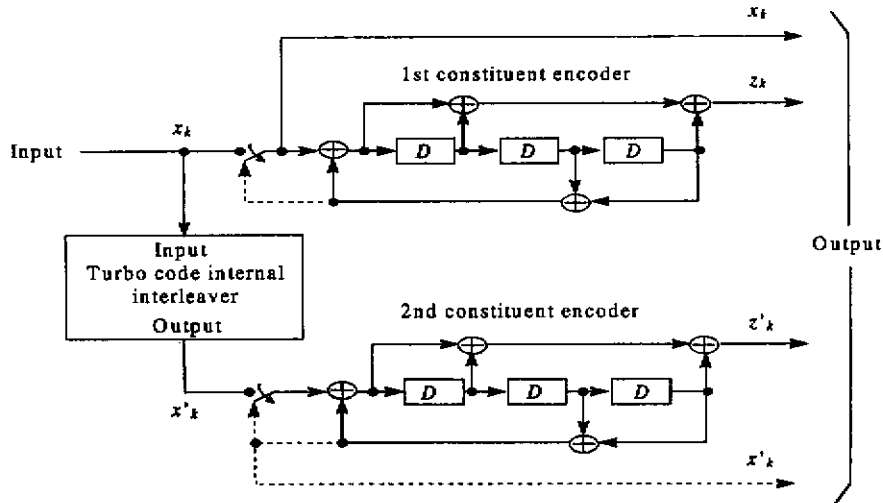 x_k
1st constituent encoder
z_k
x_k
Input
D
D
D
Input
Turbo code internal
interleaver
Output
Output
2nd constituent encoder
z'_k
D
D
D
x'_k
x'_k